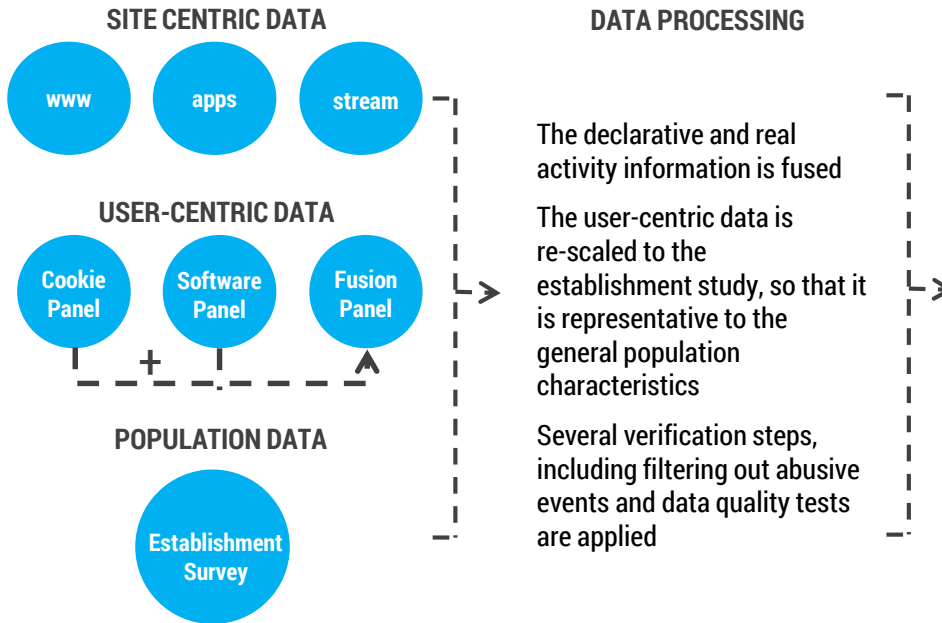 SITE CENTRIC DATA
www
apps
stream
USER-CENTRIC DATA
Cookie
Panel
Software
Panel
Fusion
Panel
+
POPULATION DATA
Establishment
Survey
DATA PROCESSING
The declarative and real
activity information is fused
The user-centric data is
re-scaled to the
establishment study, so that it
is representative to the
general population
characteristics
Several verification steps,
including filtering out abusive
events and data quality tests
are applied